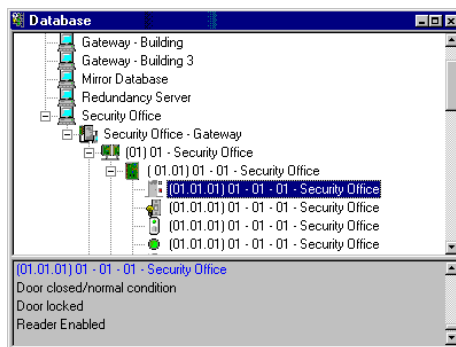 Database
Gateway - Building
Gateway - Building 3
Mirror Database
Redundancy Server
Security Office
Security Office - Gateway
(01) 01 - Security Office
( 01.01) 01 - 01 - Security Office
(01.01.01) 01 - 01 - 01 - Security Office
(01.01.01) 01 - 01 - 01 - Security Office
(01.01.01) 01 - 01 - 01 - Security Office
(01.01.01) 01 - 01 - 01 - Security Office
(01.01.01) 01 - 01 - 01 - Security Office
Door closed/normal condition
Door locked
Reader Enabled